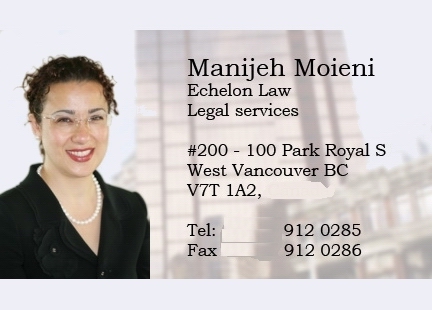 Manijeh Moieni
Echelon Law
Legal services
#200 - 100 Park Royal S
West Vancouver BC
V7T 1A2,
Tel: 912 0285
Fax 912 0286